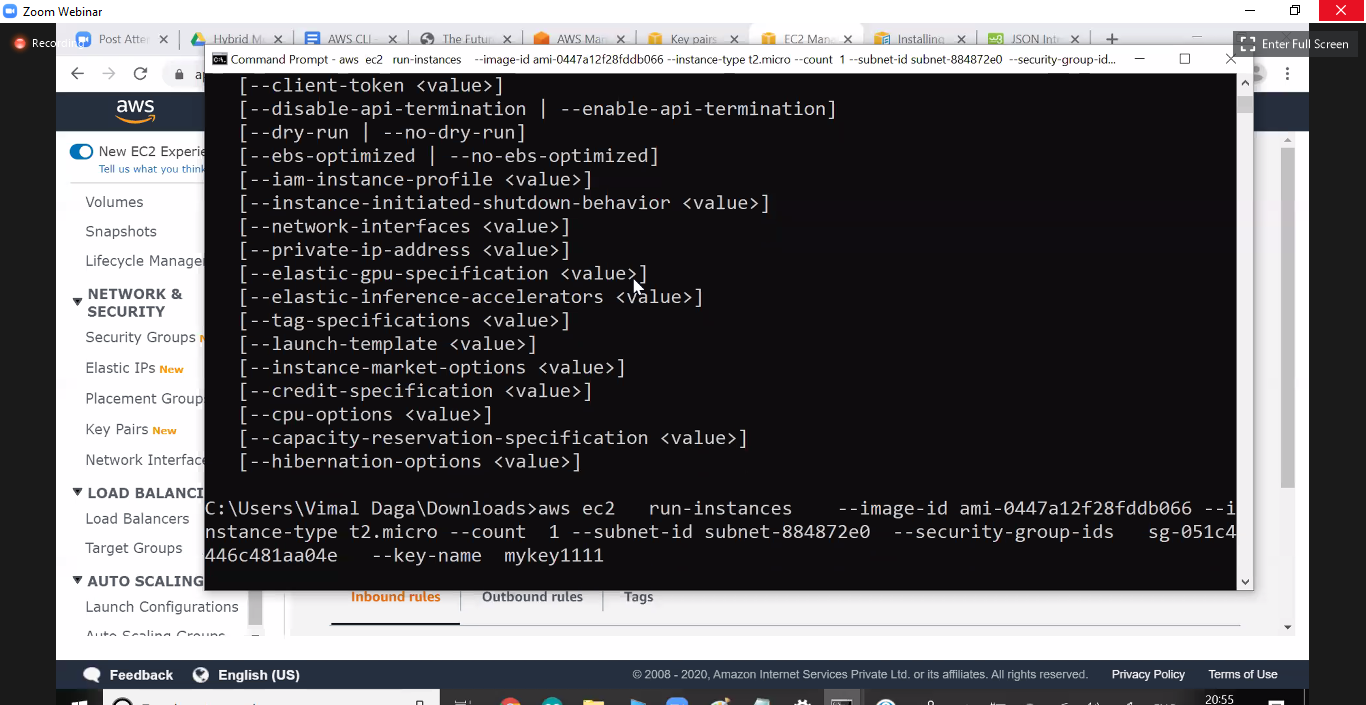 Zoom Webinar
Recording
Enter Full Screen
Post Atter
Hybrid M
AWS CLI -
The Futur
AWS Mar
Key pairs
EC2 Mana
Installing
JSON Int
Command Prompt - aws ec2 run-instances --image-id ami-0447a12f28fddb066 --instance-type t2.micro --count 1 --subnet-id subnet-884872e0 --security-group-id...
aws
New EC2 Experie
Tell us what you think
Volumes
Snapshots
Lifecycle Manager
NETWORK &
SECURITY
Security Groups
Elastic IPs New
Placement Group
Key Pairs New
Network Interface
LOAD BALANCI
Load Balancers
Target Groups
AUTO SCALING
Launch Configurations
Auto Scaling Groups
[--client-token <value>]
[--disable-api-termination | --enable-api-termination]
[--dry-run | --no-dry-run]
[--ebs-optimized | --no-ebs-optimized]
[--iam-instance-profile <value>]
[--instance-initiated-shutdown-behavior <value>]
[--network-interfaces <value>]
[--private-ip-address <value>]
[--elastic-gpu-specification <value>]
[--elastic-inference-accelerators <value>]
[--tag-specifications <value>]
[--launch-template <value>]
[--instance-market-options <value>]
[--credit-specification <value>]
[--cpu-options <value>]
[--capacity-reservation-specification <value>]
[--hibernation-options <value>]
C:\Users\Vimal Daga\Downloads>aws ec2 run-instances --image-id ami-0447a12f28fddb066 --i
nstance-type t2.micro --count 1 --subnet-id subnet-884872e0 --security-group-ids sg-051c4
446c481aa04e --key-name mykey1111
Inbound rules
Outbound rules
Tags
Feedback
English (US)
© 2008 - 2020, Amazon Internet Services Private Ltd. or its affiliates. All rights reserved.
Privacy Policy
Terms of Use
20:55